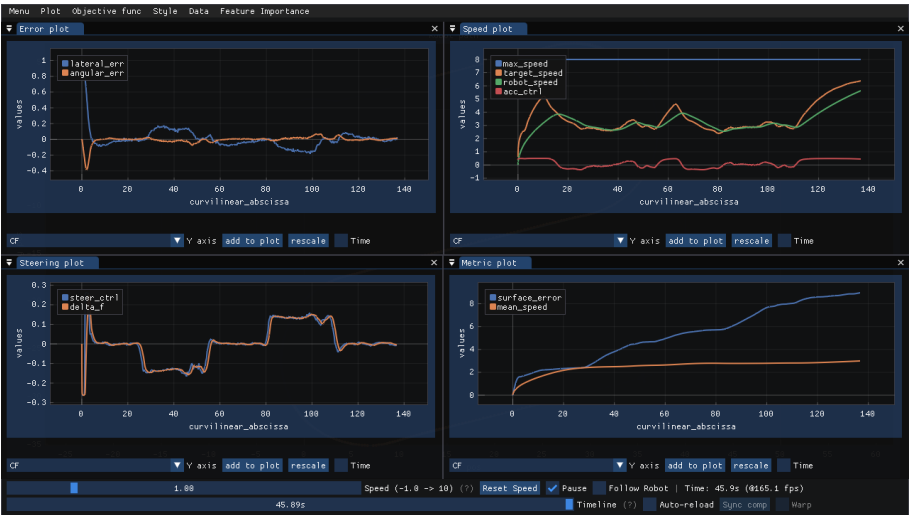 Menu Plot Objective func Style Data Feature Importance
Error plot
lateral_err
angular_err
values
1
0.8
0.6
0.4
0.2
0
-0.2
-0.4
0 20 40 60 80 100 120 140
curvilinear_abscissa
CF Y axis add to plot rescale Time
Speed plot
max_speed
target_speed
robot_speed
acc_ctrl
values
8
7
6
5
4
3
2
1
0
-1
0 20 40 60 80 100 120 140
curvilinear_abscissa
CF Y axis add to plot rescale Time
Steering plot
steer_ctrl
delta_f
values
0.3
0.2
0.1
0
-0.1
-0.2
-0.3
0 20 40 60 80 100 120 140
curvilinear_abscissa
CF Y axis add to plot rescale Time
Metric plot
surface_error
mean_speed
values
8
6
4
2
0
0 20 40 60 80 100 120 140
curvilinear_abscissa
CF Y axis add to plot rescale Time
1.00 Speed (-1.0 -> 10) (?) Reset Speed Pause Follow Robot | Time: 45.9s (@165.1 fps)
45.89s Timeline (?) Auto-reload Sync comp Warp